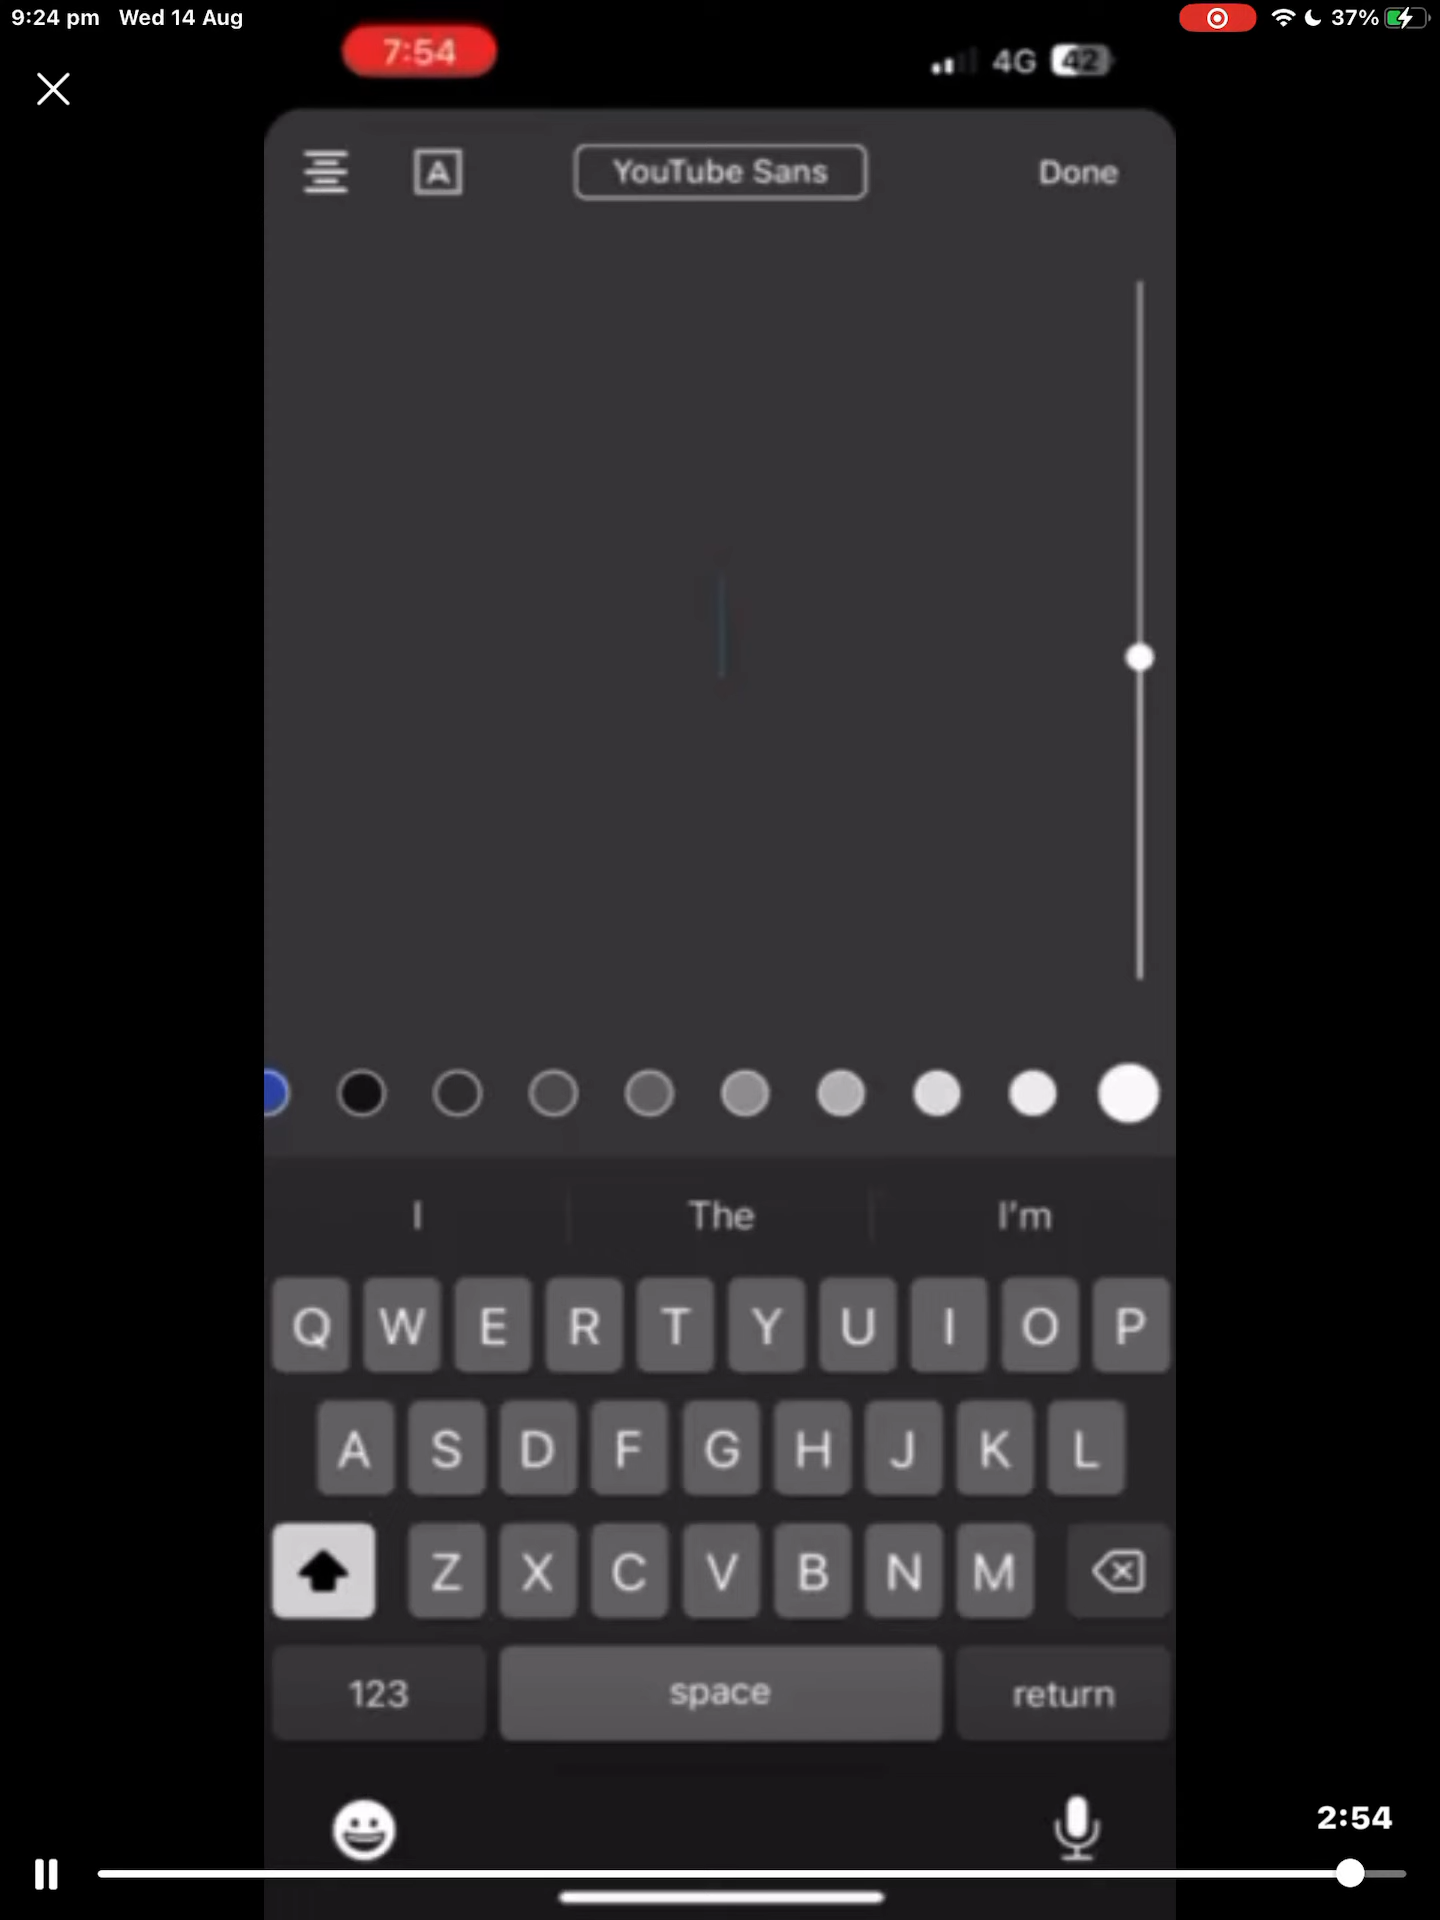 9:24 pm Wed 14 Aug
37%
7:54
4G 42
A
YouTube Sans
Done
I The I'm
Q W E R T Y U I O P
A S D F G H J K L
Z X C V B N M
123 space return
2:54